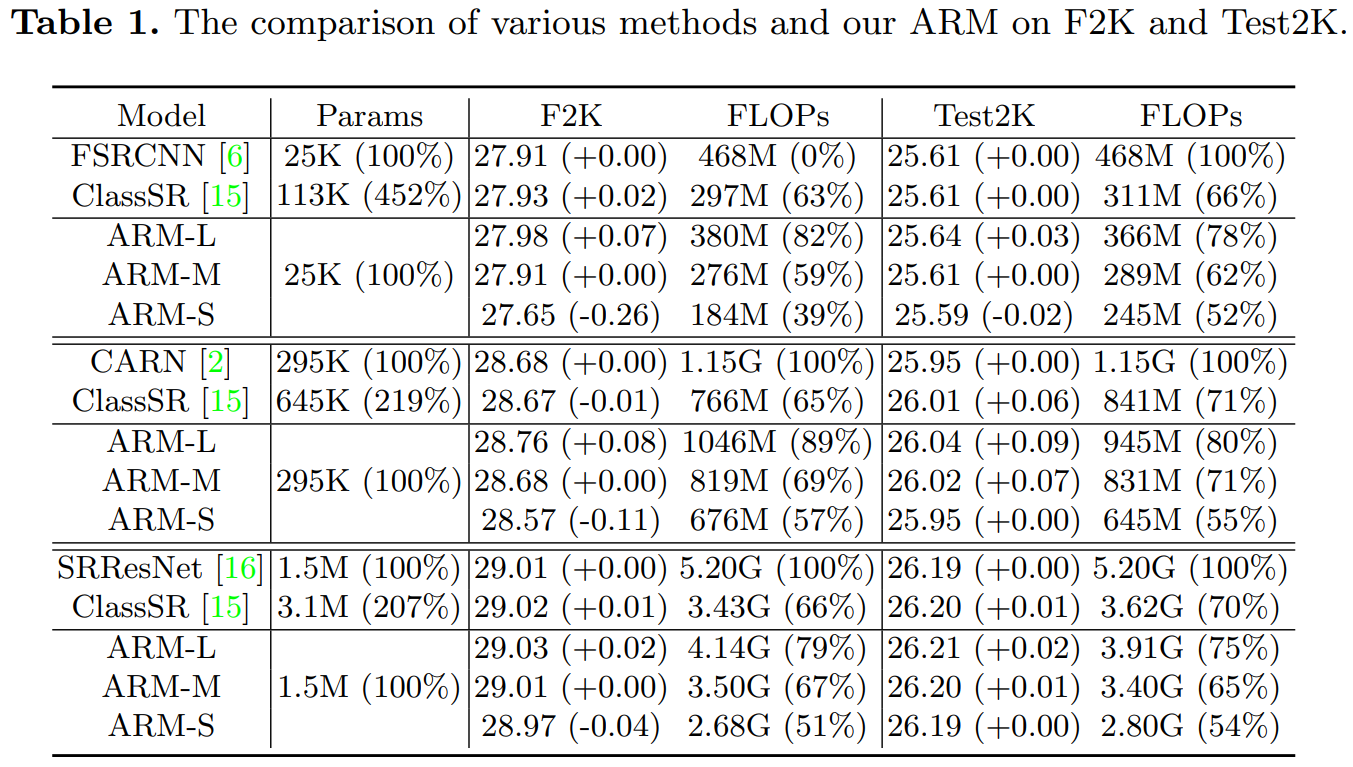 Table 1. The comparison of various methods and our ARM on F2K and Test2K.
Model Params F2K FLOPs Test2K FLOPs
FSRCNN [6] 25K (100%) 27.91 (+0.00) 468M (0%) 25.61 (+0.00) 468M (100%)
ClassSR [15] 113K (452%) 27.93 (+0.02) 297M (63%) 25.61 (+0.00) 311M (66%)
ARM-L 27.98 (+0.07) 380M (82%) 25.64 (+0.03) 366M (78%)
ARM-M 25K (100%) 27.91 (+0.00) 276M (59%) 25.61 (+0.00) 289M (62%)
ARM-S 27.65 (-0.26) 184M (39%) 25.59 (-0.02) 245M (52%)
CARN [2] 295K (100%) 28.68 (+0.00) 1.15G (100%) 25.95 (+0.00) 1.15G (100%)
ClassSR [15] 645K (219%) 28.67 (-0.01) 766M (65%) 26.01 (+0.06) 841M (71%)
ARM-L 28.76 (+0.08) 1046M (89%) 26.04 (+0.09) 945M (80%)
ARM-M 295K (100%) 28.68 (+0.00) 819M (69%) 26.02 (+0.07) 831M (71%)
ARM-S 28.57 (-0.11) 676M (57%) 25.95 (+0.00) 645M (55%)
SRResNet [16] 1.5M (100%) 29.01 (+0.00) 5.20G (100%) 26.19 (+0.00) 5.20G (100%)
ClassSR [15] 3.1M (207%) 29.02 (+0.01) 3.43G (66%) 26.20 (+0.01) 3.62G (70%)
ARM-L 29.03 (+0.02) 4.14G (79%) 26.21 (+0.02) 3.91G (75%)
ARM-M 1.5M (100%) 29.01 (+0.00) 3.50G (67%) 26.20 (+0.01) 3.40G (65%)
ARM-S 28.97 (-0.04) 2.68G (51%) 26.19 (+0.00) 2.80G (54%)